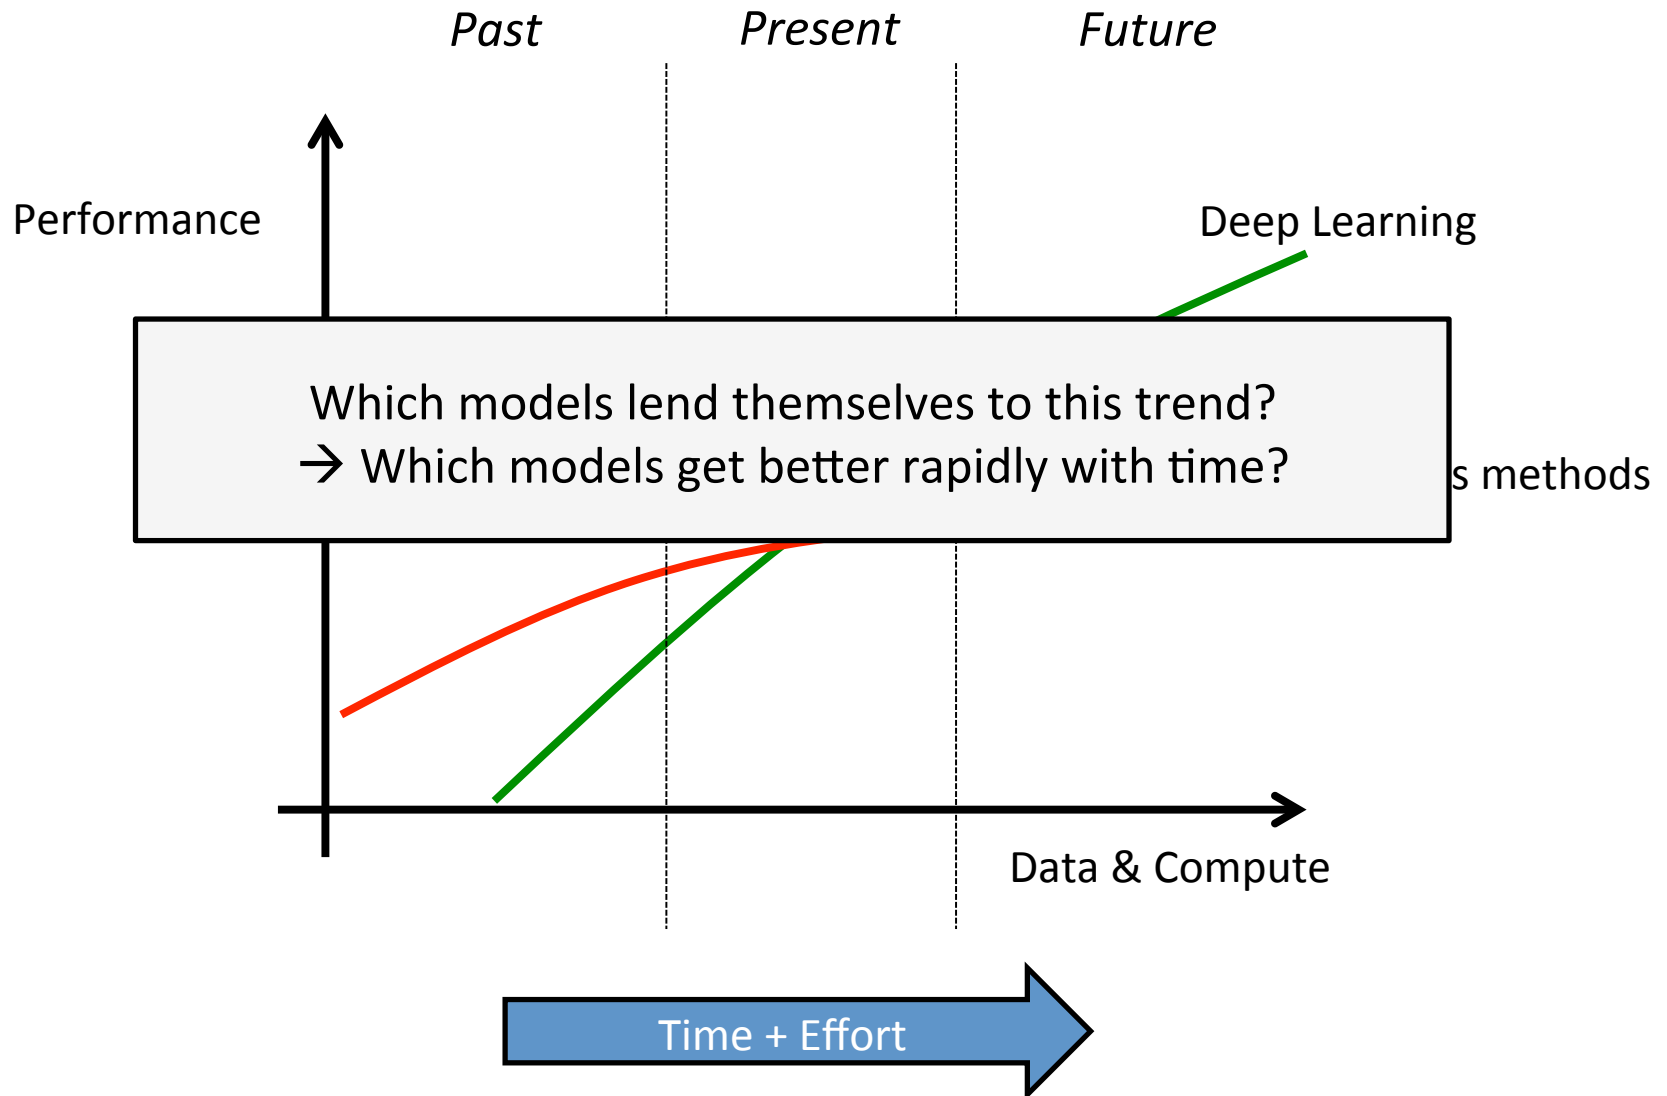 Past Present Future
Performance
Deep Learning
Which models lend themselves to this trend?
→ Which models get better rapidly with time?
s methods
Data & Compute
Time + Effort